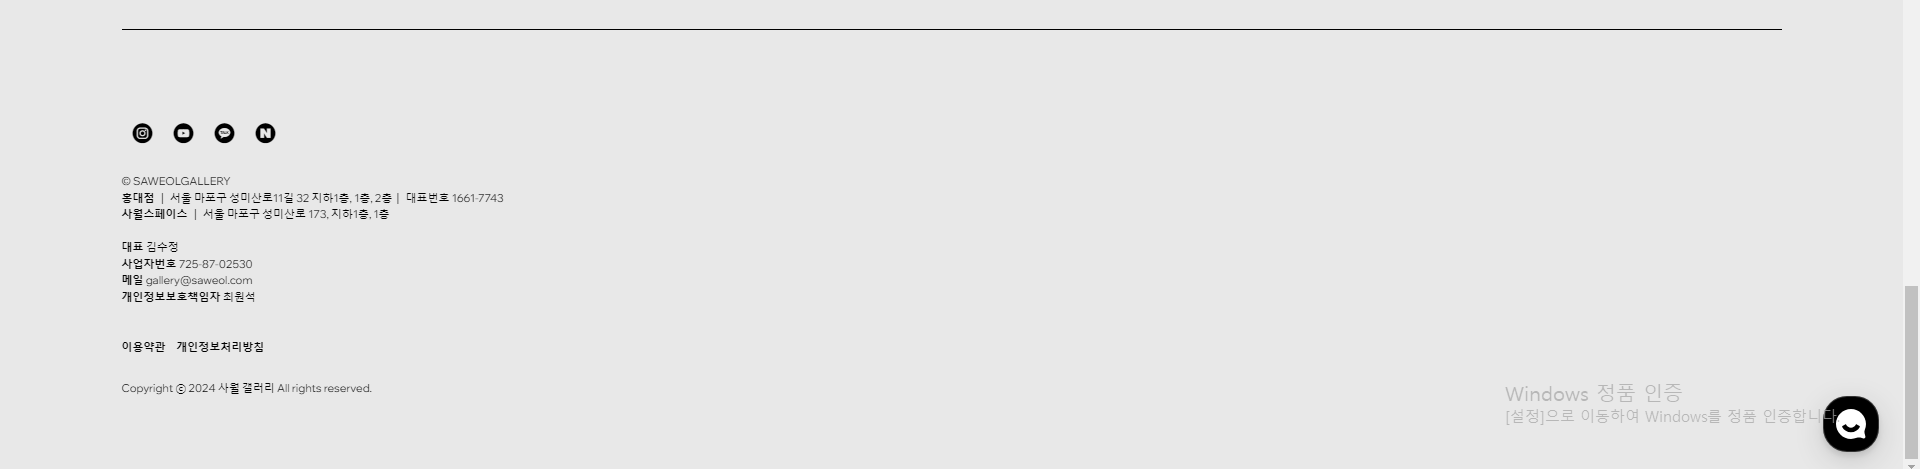 © SAWEOLGALLERY
홍대점 | 서울 마포구 성미산로11길 32 지하1층, 1층, 2층 | 대표번호 1661-7743
사월스페이스 | 서울 마포구 성미산로 173, 지하1층, 1층
대표 김수정
사업자번호 725-87-02530
메일 gallery@saweol.com
개인정보보호책임자 최원석
이용약관 개인정보처리방침
Copyright ⓒ 2024 사월 갤러리 All rights reserved.
Windows 정품 인증
[설정]으로 이동하여 Windows를 정품 인증합니다